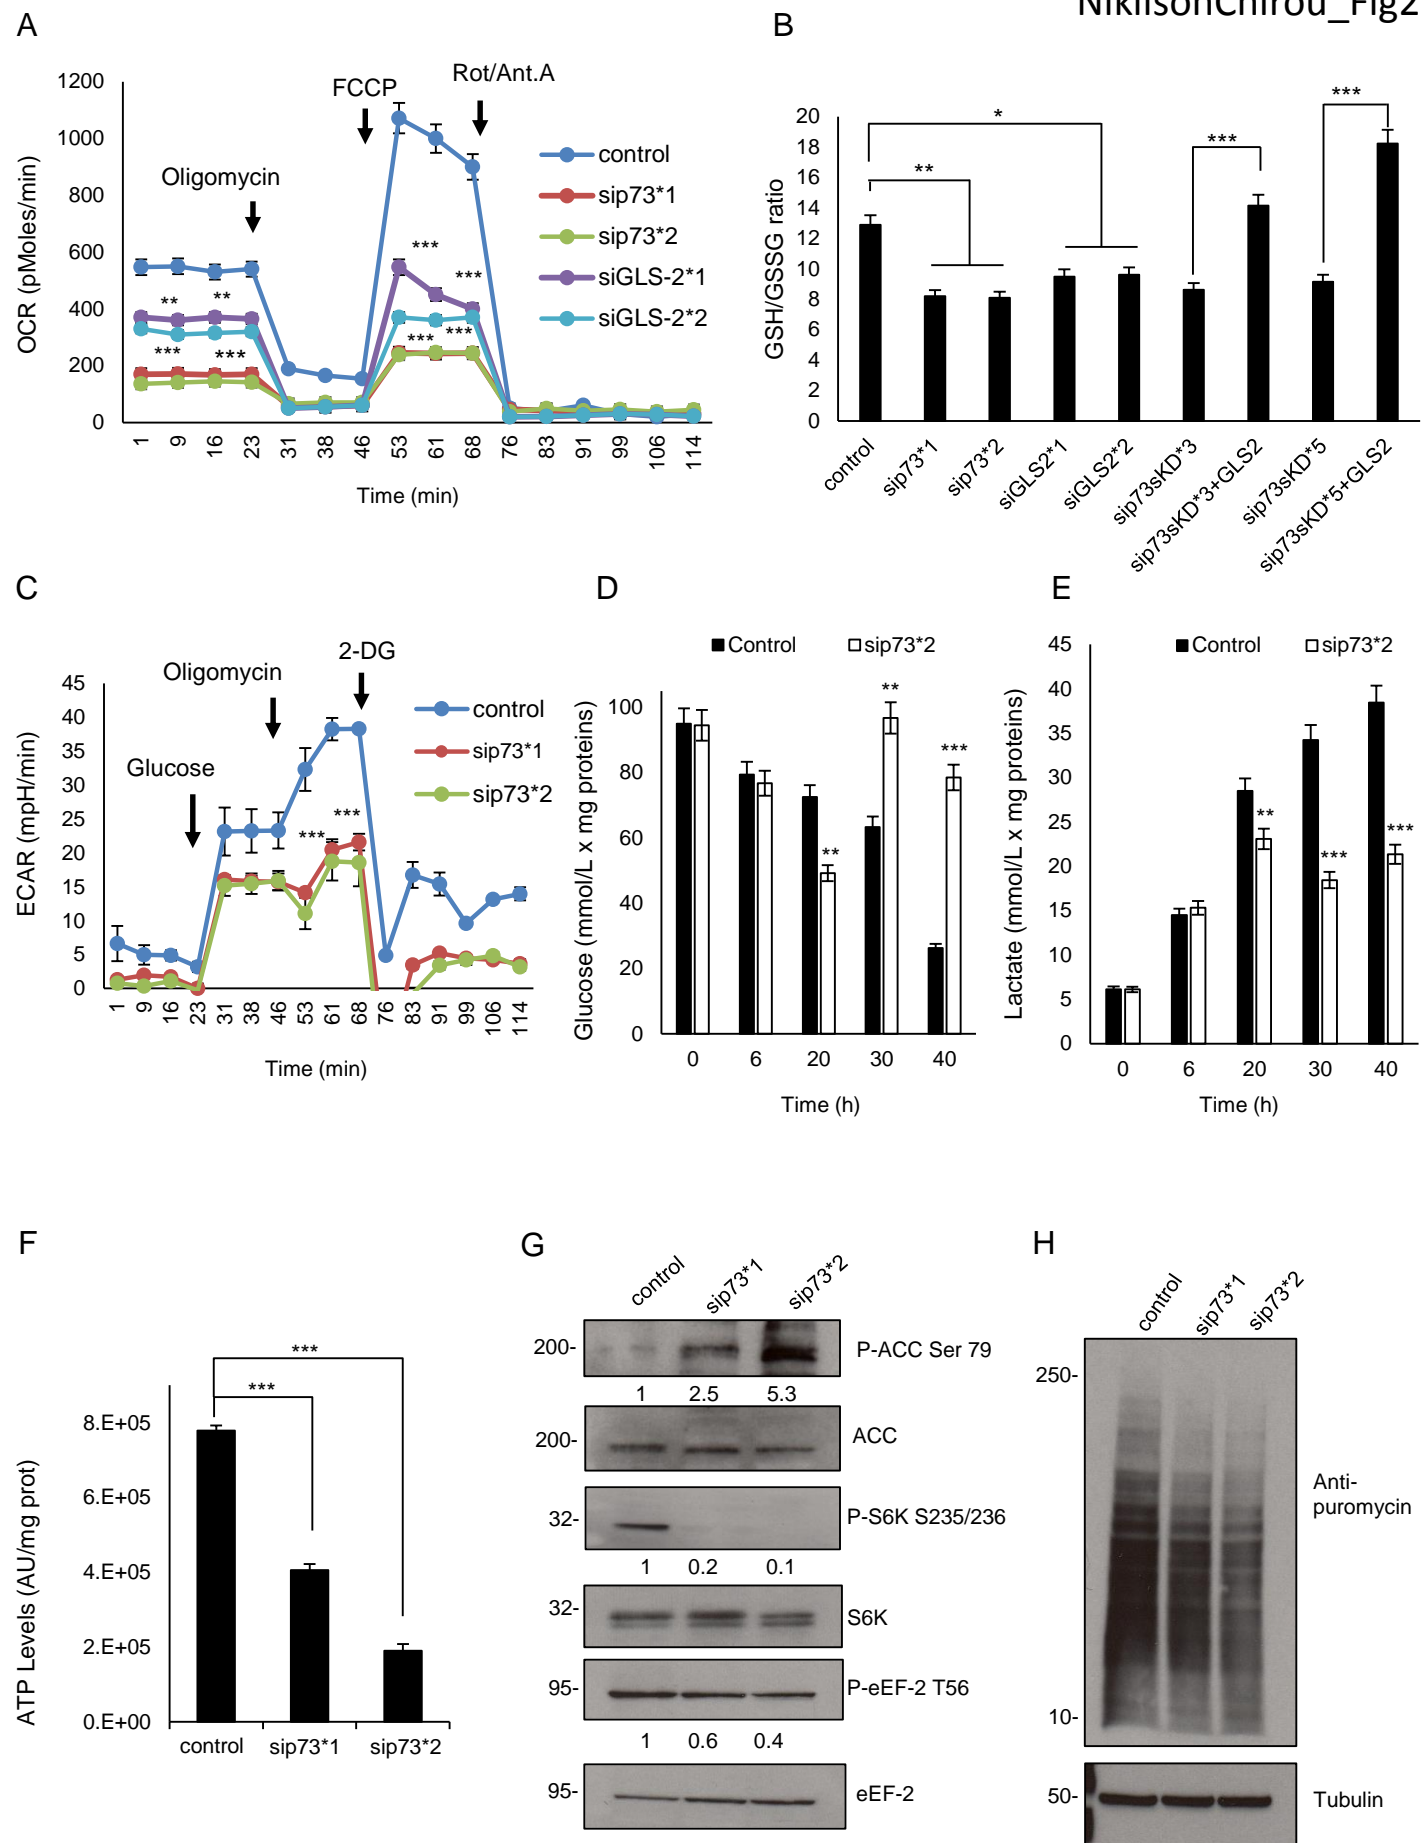 NiklisonChirou_Fig2
A
1200
1000
800
600
400
200
0
OCR (pMoles/min)
Oligomycin
FCCP
Rot/Ant.A
control
sip73*1
sip73*2
siGLS-2*1
siGLS-2*2
***
***
** **
*** ***
*** ***
1 9 16 23 31 38 46 53 61 68 76 83 91 99 106 114
Time (min)
B
20
18
16
14
12
10
8
6
4
2
0
GSH/GSSG ratio
*
**
***
***
control
sip73*1
sip73*2
siGLS2*1
siGLS2*2
sip73sKD*3
sip73sKD*3+GLS2
sip73sKD*5
sip73sKD*5+GLS2
C
45
40
35
30
25
20
15
10
5
0
ECAR (mpH/min)
Glucose
Oligomycin
2-DG
control
sip73*1
sip73*2
***
***
1 9 16 23 31 38 46 53 61 68 76 83 91 99 106 114
Time (min)
D
Control sip73*2
100
80
60
40
20
0
Glucose (mmol/L x mg proteins)
**
**
***
0 6 20 30 40
Time (h)
E
Control sip73*2
45
40
35
30
25
20
15
10
5
0
Lactate (mmol/L x mg proteins)
**
***
***
0 6 20 30 40
Time (h)
F
8.E+05
6.E+05
4.E+05
2.E+05
0.E+00
ATP Levels (AU/mg prot)
***
***
control sip73*1 sip73*2
G
control sip73*1 sip73*2
200- P-ACC Ser 79
1 2.5 5.3
200- ACC
32- P-S6K S235/236
1 0.2 0.1
32- S6K
95- P-eEF-2 T56
1 0.6 0.4
95- eEF-2
H
control sip73*1 sip73*2
250-
Anti-
puromycin
10-
50- Tubulin